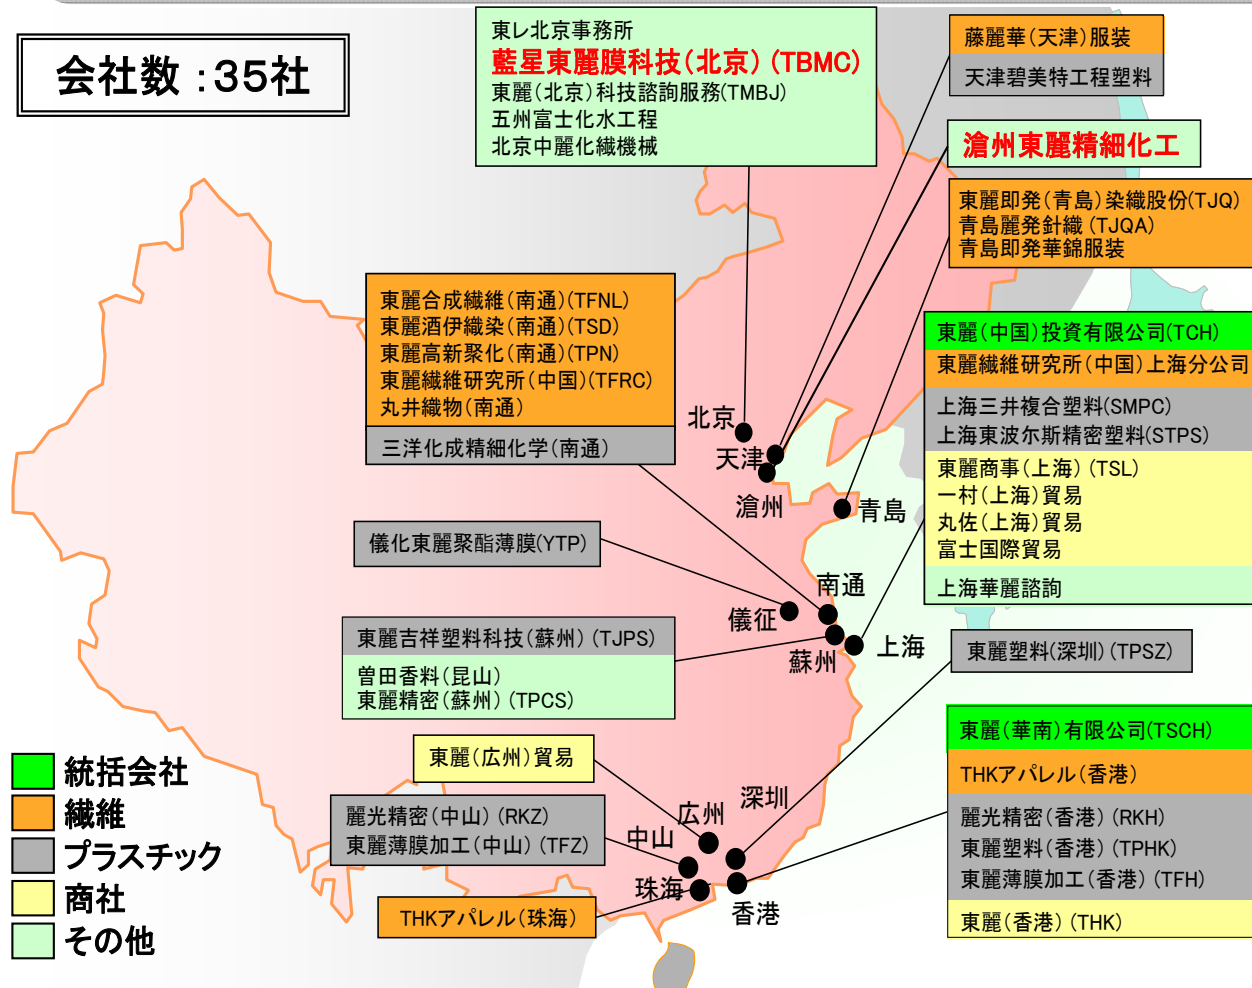 会社数 :35社
東レ北京事務所
藍星東麗膜科技(北京) (TBMC)
東麗(北京)科技諮詢服務(TMBJ)
五州富士化水工程
北京中麗化繊機械
藤麗華(天津)服装
天津碧美特工程塑料
滄州東麗精細化工
東麗即発(青島)染織股份(TJQ)
青島麗発針織 (TJQA)
青島即発華錦服装
東麗合成繊維(南通)(TFNL)
東麗酒伊織染(南通)(TSD)
東麗高新聚化(南通)(TPN)
東麗繊維研究所(中国)(TFRC)
丸井織物(南通)
三洋化成精細化学(南通)
東麗(中国)投資有限公司(TCH)
東麗繊維研究所(中国)上海分公司
上海三井複合塑料(SMPC)
上海東波尓斯精密塑料(STPS)
東麗商事(上海) (TSL)
一村(上海)貿易
丸佐(上海)貿易
富士国際貿易
上海華麗諮詢
北京
天津
滄州
青島
儀化東麗聚酯薄膜(YTP)
南通
儀征
蘇州
上海
東麗吉祥塑料科技(蘇州) (TJPS)
曽田香料(昆山)
東麗精密(蘇州) (TPCS)
東麗塑料(深圳) (TPSZ)
東麗(華南)有限公司(TSCH)
THKアパレル(香港)
麗光精密(香港) (RKH)
東麗塑料(香港) (TPHK)
東麗薄膜加工(香港) (TFH)
東麗(香港) (THK)
東麗(広州)貿易
麗光精密(中山) (RKZ)
東麗薄膜加工(中山) (TFZ)
THKアパレル(珠海)
深圳
広州
中山
珠海
香港
統括会社
繊維
プラスチック
商社
その他